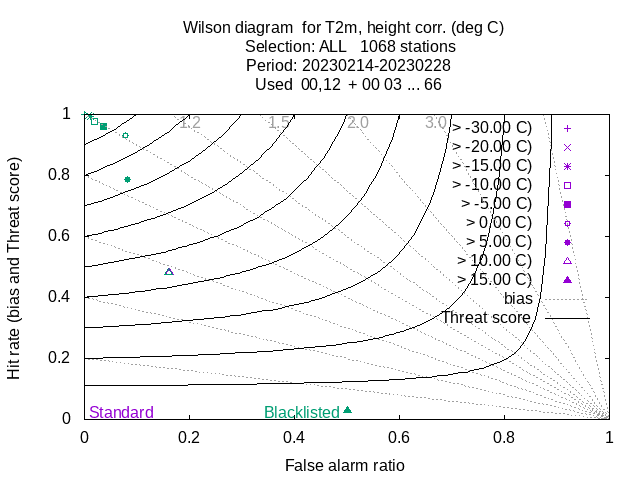 Wilson diagram  for T2m, height corr. (deg C)
Selection: ALL   1068 stations
Period: 20230214-20230228
Used  00,12  + 00 03 ... 66
Hit rate (bias and Threat score)
1
0.8
0.6
0.4
0.2
0
1.2
1.5
2.0
3.0
> -30.00 C)
> -20.00 C)
> -15.00 C)
> -10.00 C)
> -5.00 C)
> 0.00 C)
> 5.00 C)
> 10.00 C)
> 15.00 C)
bias
Threat score
Standard
Blacklisted
0 0.2 0.4 0.6 0.8 1
False alarm ratio